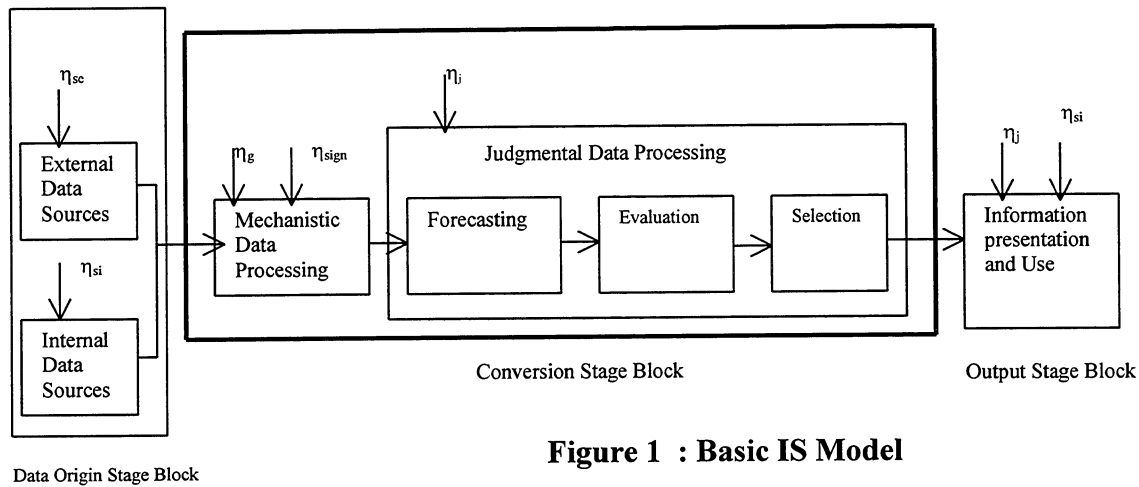 ηse
External
Data
Sources
ηsi
Internal
Data
Sources
Data Origin Stage Block
ηg
ηsign
Mechanistic
Data
Processing
ηj
Judgmental Data Processing
Forecasting
Evaluation
Selection
Conversion Stage Block
ηj
ηsi
Information
presentation
and Use
Output Stage Block
Figure 1 : Basic IS Model